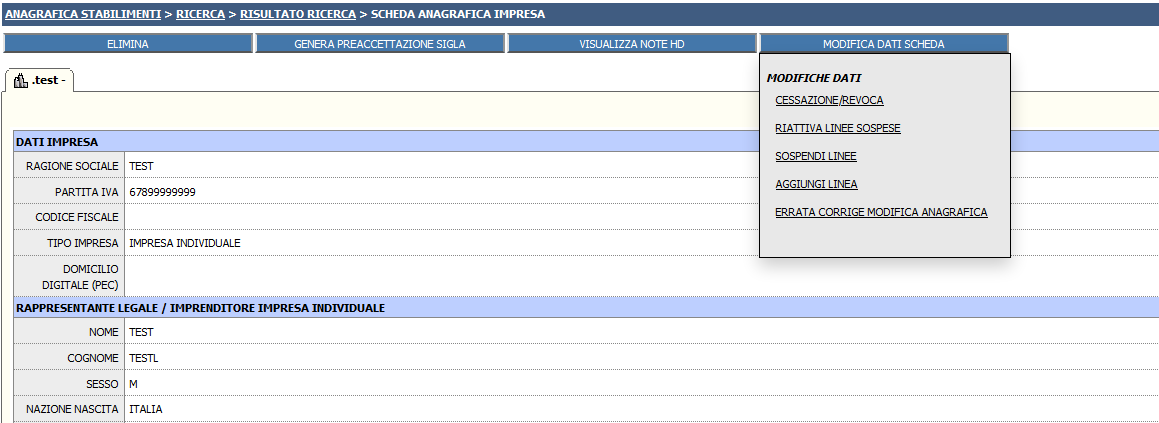 ANAGRAFICA STABILIMENTI > RICERCA > RISULTATO RICERCA > SCHEDA ANAGRAFICA IMPRESA
ELIMINA GENERA PREACCETTAZIONE SIGLA VISUALIZZA NOTE HD MODIFICA DATI SCHEDA
.test -
MODIFICHE DATI
CESSAZIONE/REVOCA
RIATTIVA LINEE SOSPESE
SOSPENDI LINEE
AGGIUNGI LINEA
ERRATA CORRIGE MODIFICA ANAGRAFICA
DATI IMPRESA
RAGIONE SOCIALE TEST
PARTITA IVA 67899999999
CODICE FISCALE
TIPO IMPRESA IMPRESA INDIVIDUALE
DOMICILIO
DIGITALE (PEC)
RAPPRESENTANTE LEGALE / IMPRENDITORE IMPRESA INDIVIDUALE
NOME TEST
COGNOME TESTL
SESSO M
NAZIONE NASCITA ITALIA